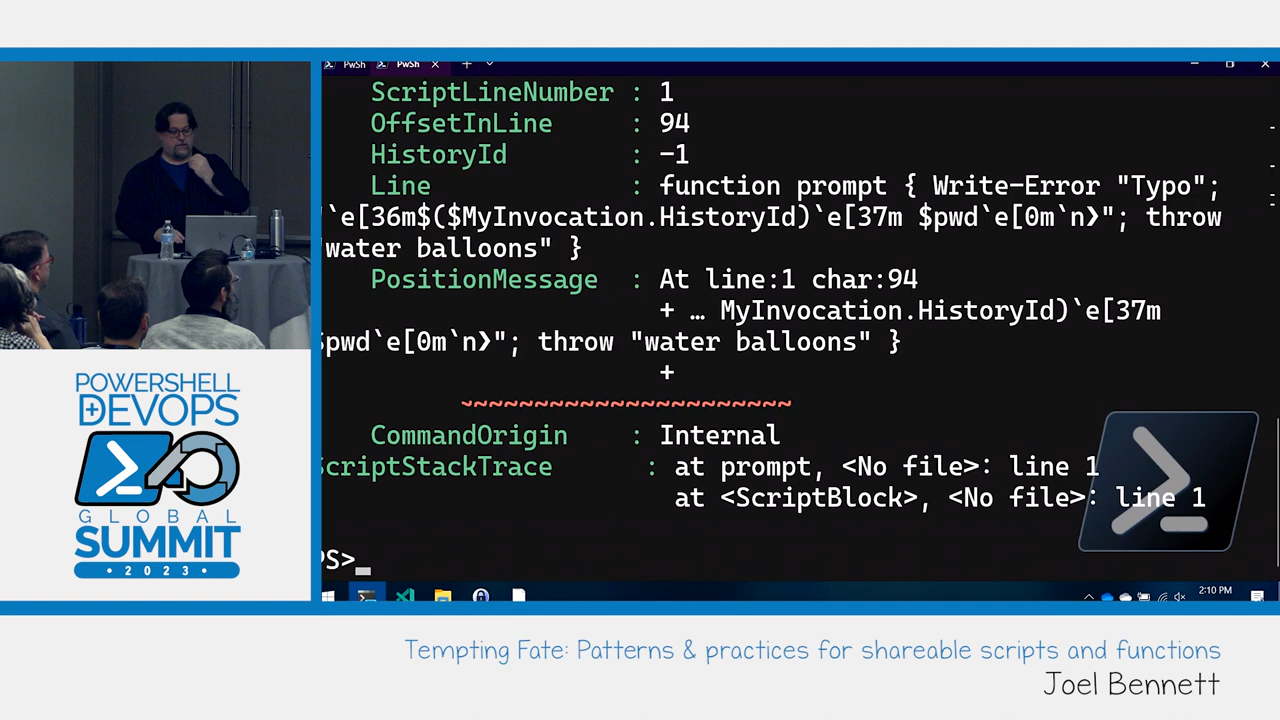 PwSh PwSh
ScriptLineNumber : 1
OffsetInLine : 94
HistoryId : -1
Line : function prompt { Write-Error "Typo";
"`e[36m$($MyInvocation.HistoryId)`e[37m $pwd`e[0m`n❯"; throw
"water balloons" }
PositionMessage : At line:1 char:94
+ … MyInvocation.HistoryId)`e[37m
$pwd`e[0m`n❯"; throw "water balloons" }
+
~~~~~~~~~~~~~~~~~~~~~~
CommandOrigin : Internal
ScriptStackTrace : at prompt, <No file>: line 1
at <ScriptBlock>, <No file>: line 1
PS>
2:10 PM
POWERSHELL
+DEVOPS
GLOBAL
SUMMIT
• 2023 •
Tempting Fate: Patterns & practices for shareable scripts and functions
Joel Bennett